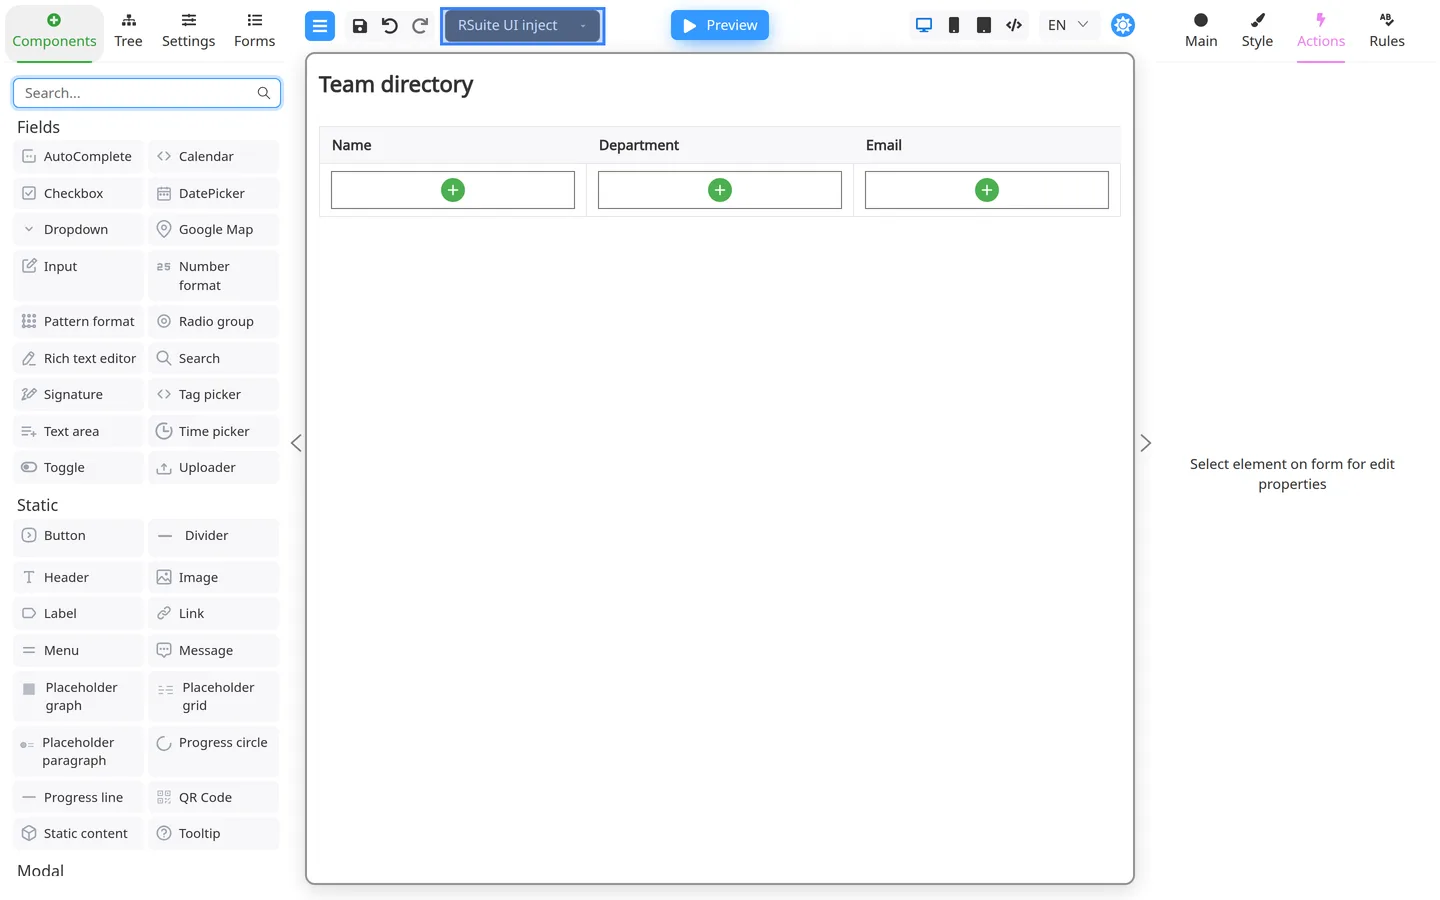 Components
Tree
Settings
Forms
RSuite UI inject
Preview
EN
Main
Style
Actions
AB
Rules
Search...
Fields
AutoComplete
Calendar
Checkbox
DatePicker
Dropdown
Google Map
Input
Number
format
Pattern format
Radio group
Rich text editor
Search
Signature
Tag picker
Text area
Time picker
Toggle
Uploader
Static
Button
Divider
Header
Image
Label
Link
Menu
Message
Placeholder
graph
Placeholder
grid
Placeholder
paragraph
Progress circle
Progress line
QR Code
Static content
Tooltip
Modal
Team directory
Name
Department
Email
Select element on form for edit
properties